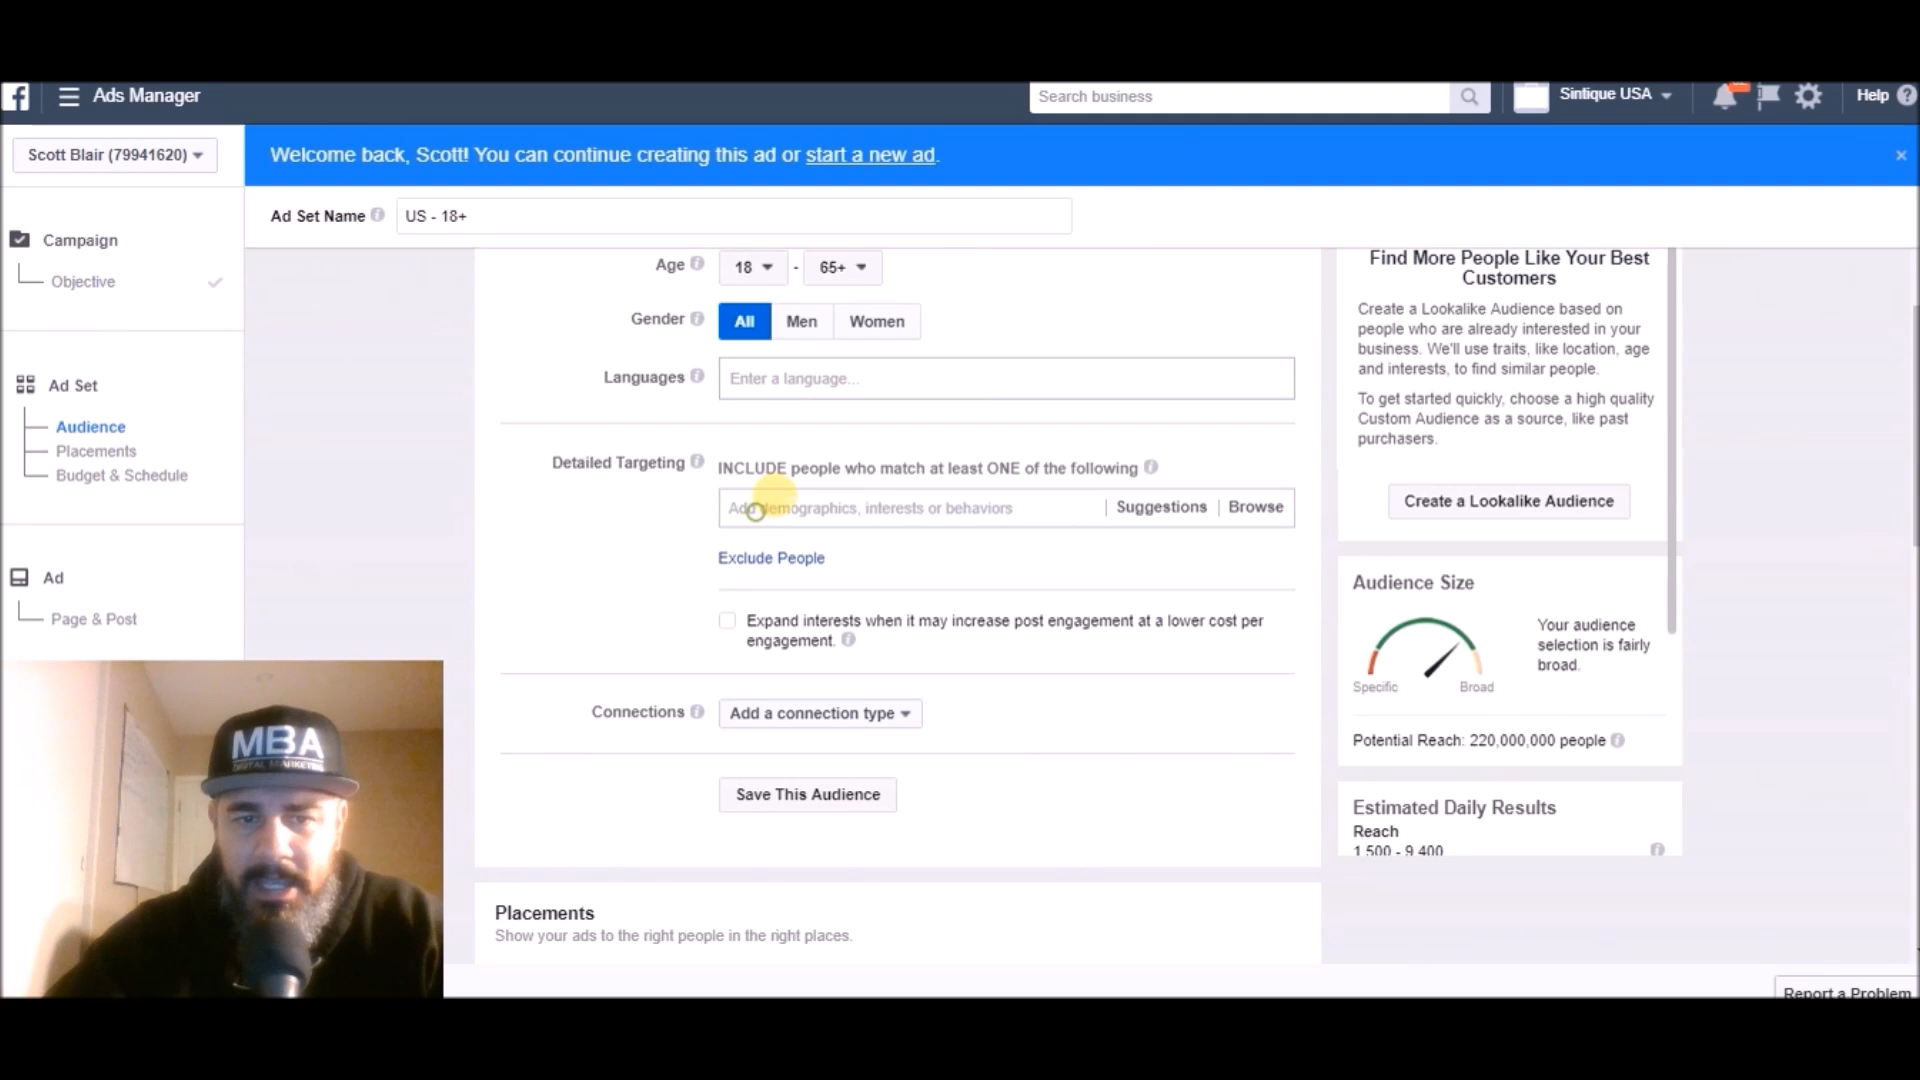 Ads Manager
Search business
Sintique USA
Help
Scott Blair (79941620)
Welcome back, Scott! You can continue creating this ad or start a new ad.
Ad Set Name
US - 18+
Campaign
Objective
Ad Set
Audience
Placements
Budget & Schedule
Ad
Page & Post
Age
18
-
65+
Gender
All
Men
Women
Languages
Enter a language...
Detailed Targeting
INCLUDE people who match at least ONE of the following
Add demographics, interests or behaviors
Suggestions
Browse
Exclude People
Expand interests when it may increase post engagement at a lower cost per
engagement.
Connections
Add a connection type
Save This Audience
Placements
Show your ads to the right people in the right places.
Find More People Like Your Best
Customers
Create a Lookalike Audience based on
people who are already interested in your
business. We'll use traits, like location, age
and interests, to find similar people.
To get started quickly, choose a high quality
Custom Audience as a source, like past
purchasers.
Create a Lookalike Audience
Audience Size
Your audience
selection is fairly
broad.
Specific
Broad
Potential Reach: 220,000,000 people
Estimated Daily Results
Reach
1,500 - 9,400
Report a Problem
MBA
DIGITAL MARKETING